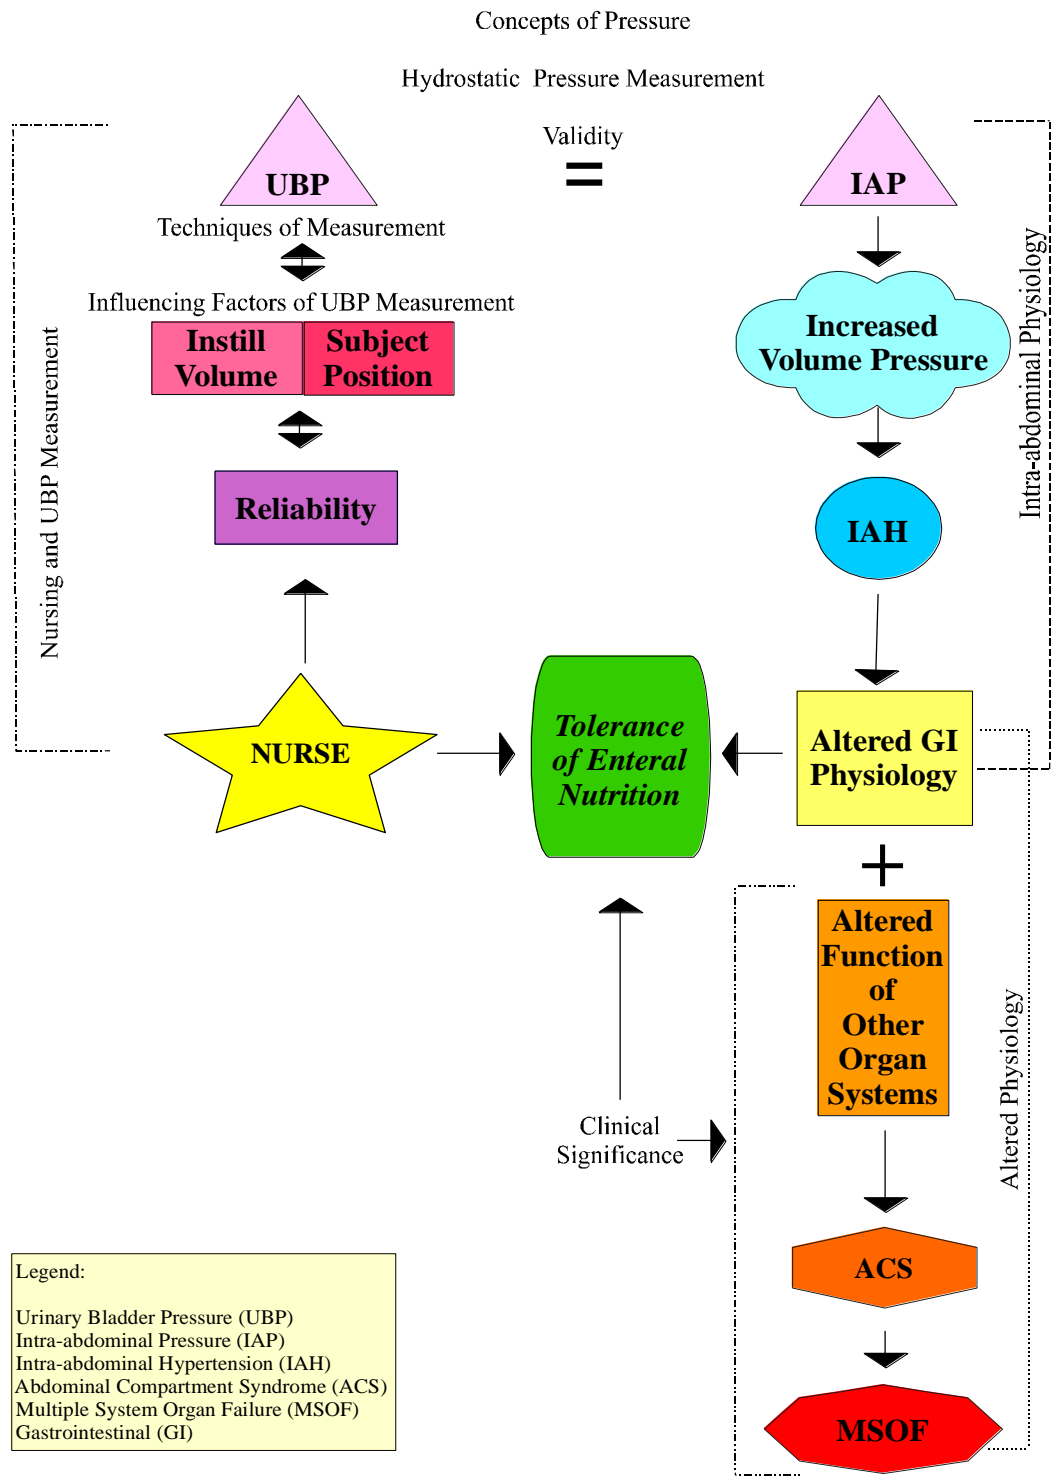 Concepts of Pressure
Hydrostatic Pressure Measurement
Validity
=
UBP
IAP
Techniques of Measurement
Influencing Factors of UBP Measurement
Instill
Volume
Subject
Position
Reliability
NURSE
Nursing and UBP Measurement
Increased
Volume Pressure
IAH
Intra-abdominal Physiology
Tolerance
of Enteral
Nutrition
Altered GI
Physiology
+
Altered
Function
of
Other
Organ
Systems
Clinical
Significance
Altered Physiology
ACS
MSOF
Legend:
Urinary Bladder Pressure (UBP)
Intra-abdominal Pressure (IAP)
Intra-abdominal Hypertension (IAH)
Abdominal Compartment Syndrome (ACS)
Multiple System Organ Failure (MSOF)
Gastrointestinal (GI)